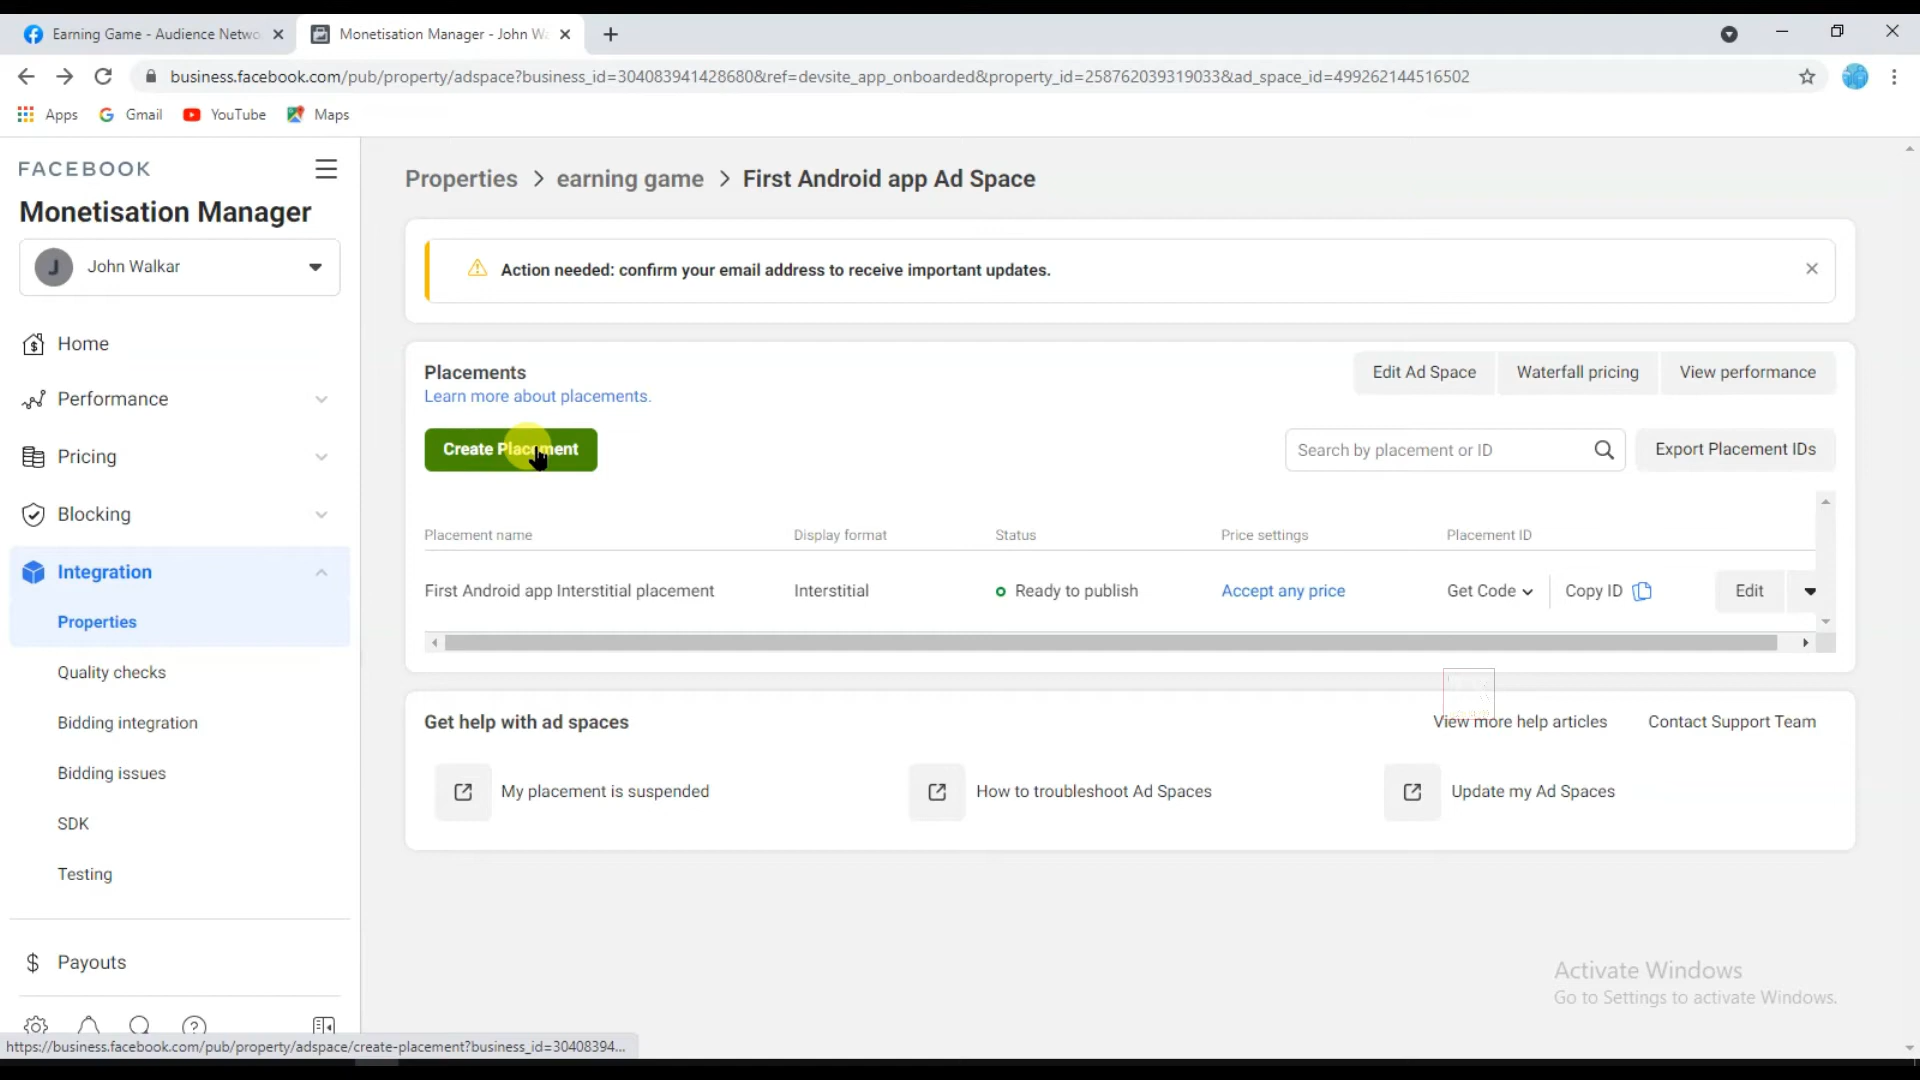 Earning Game - Audience Netwo
Monetisation Manager - John W
business.facebook.com/pub/property/adspace?business_id=304083941428680&ref=devsite_app_onboarded&property_id=258762039319033&ad_space_id=499262144516502
Apps Gmail YouTube Maps
FACEBOOK
Monetisation Manager
J John Walkar
Home
Performance
Pricing
Blocking
Integration
Properties
Quality checks
Bidding integration
Bidding issues
SDK
Testing
Payouts
https://business.facebook.com/pub/property/adspace/create-placement?business_id=30408394...
Properties > earning game > First Android app Ad Space
Action needed: confirm your email address to receive important updates.
Placements
Learn more about placements.
Edit Ad Space Waterfall pricing View performance
Create Placement
Search by placement or ID
Export Placement IDs
Placement name Display format Status Price settings Placement ID
First Android app Interstitial placement Interstitial Ready to publish Accept any price Get Code Copy ID Edit
Get help with ad spaces
View more help articles Contact Support Team
My placement is suspended How to troubleshoot Ad Spaces Update my Ad Spaces
Activate Windows
Go to Settings to activate Windows.